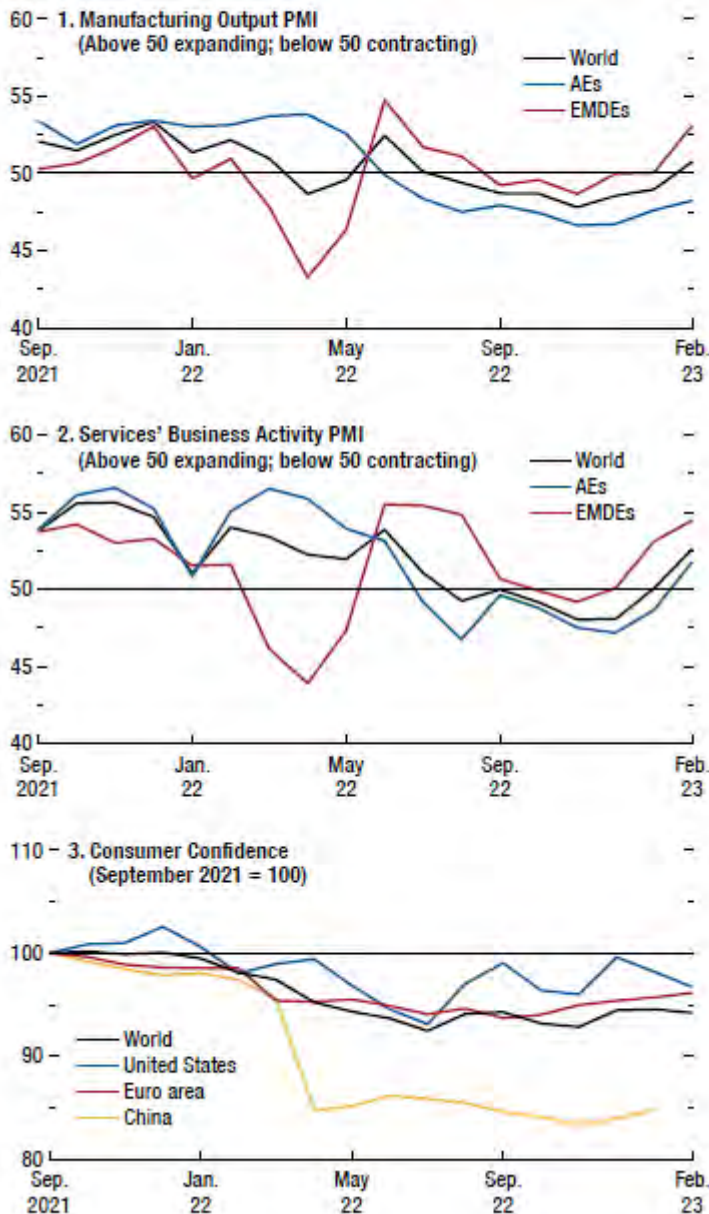 1. Manufacturing Output PMI
(Above 50 expanding; below 50 contracting)
World
AEs
EMDEs
60
55
50
45
40
Sep.
2021
Jan.
22
May
22
Sep.
22
Feb.
23
2. Services' Business Activity PMI
(Above 50 expanding; below 50 contracting)
World
AEs
EMDEs
60
55
50
45
40
Sep.
2021
Jan.
22
May
22
Sep.
22
Feb.
23
3. Consumer Confidence
(September 2021 = 100)
110
100
90
80
World
United States
Euro area
China
Sep.
2021
Jan.
22
May
22
Sep.
22
Feb.
23